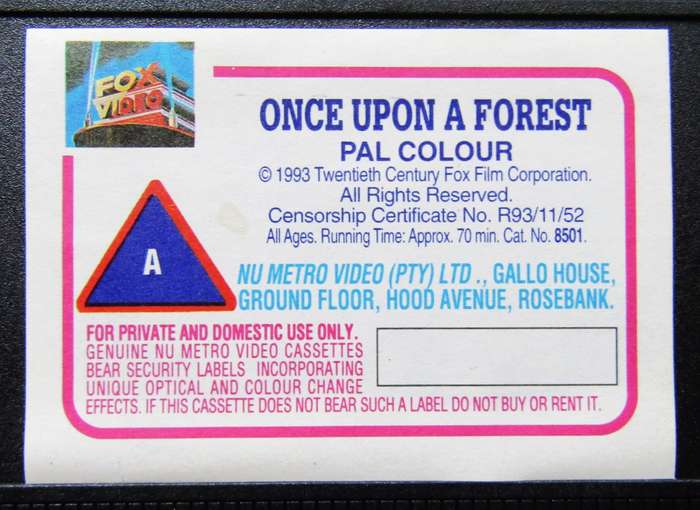 FOX
VIDEO
ONCE UPON A FOREST
PAL COLOUR
© 1993 Twentieth Century Fox Film Corporation.
All Rights Reserved.
Censorship Certificate No. R93/11/52
All Ages. Running Time: Approx. 70 min. Cat. No. 8501.
A
NU METRO VIDEO (PTY) LTD ., GALLO HOUSE,
GROUND FLOOR, HOOD AVENUE, ROSEBANK.
FOR PRIVATE AND DOMESTIC USE ONLY.
GENUINE NU METRO VIDEO CASSETTES
BEAR SECURITY LABELS INCORPORATING
UNIQUE OPTICAL AND COLOUR CHANGE
EFFECTS. IF THIS CASSETTE DOES NOT BEAR SUCH A LABEL DO NOT BUY OR RENT IT.